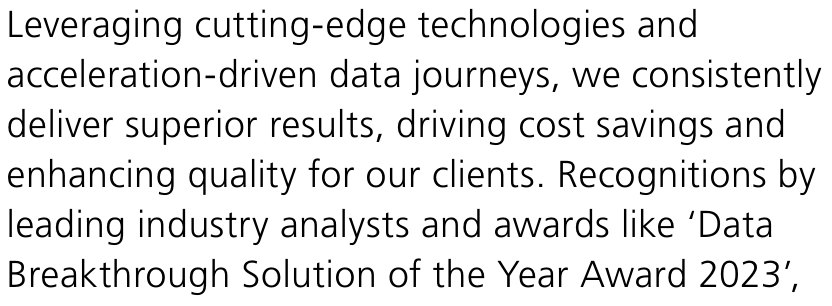 Leveraging cutting-edge technologies and
acceleration-driven data journeys, we consistently
deliver superior results, driving cost savings and
enhancing quality for our clients. Recognitions by
leading industry analysts and awards like ‘Data
Breakthrough Solution of the Year Award 2023’,